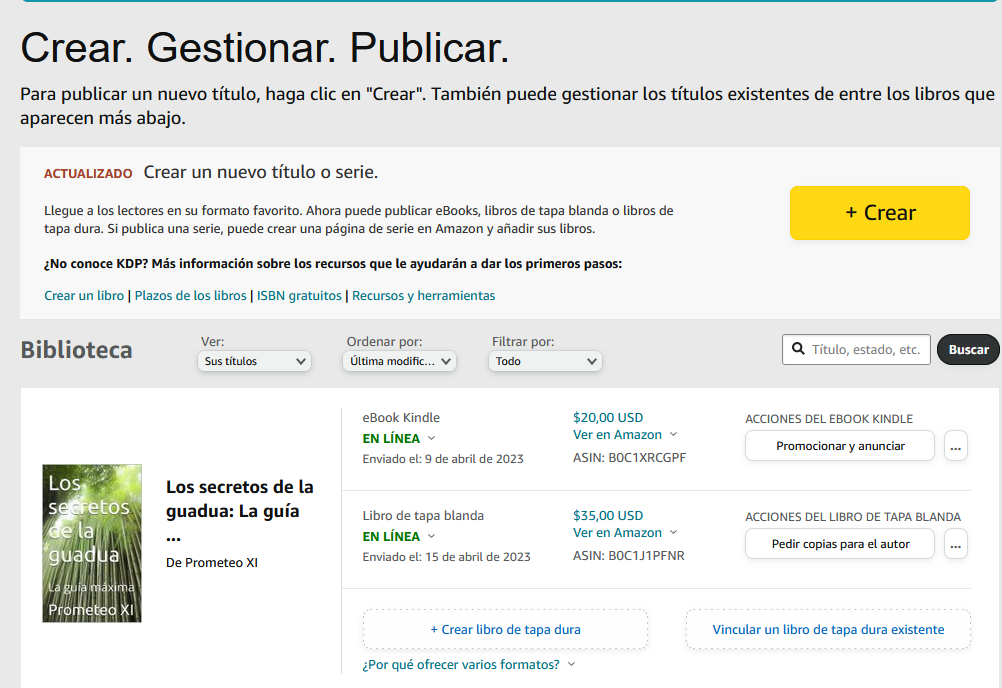 Crear. Gestionar. Publicar.
Para publicar un nuevo título, haga clic en "Crear". También puede gestionar los títulos existentes de entre los libros que
aparecen más abajo.
ACTUALIZADO Crear un nuevo título o serie.
Llegue a los lectores en su formato favorito. Ahora puede publicar eBooks, libros de tapa blanda o libros de
tapa dura. Si publica una serie, puede crear una página de serie en Amazon y añadir sus libros.
+ Crear
¿No conoce KDP? Más información sobre los recursos que le ayudarán a dar los primeros pasos:
Crear un libro | Plazos de los libros | ISBN gratuitos | Recursos y herramientas
Biblioteca
Ver:
Sus títulos
Ordenar por:
Última modific...
Filtrar por:
Todo
Título, estado, etc.
Buscar
Los
secretos
de la
guadua
La guía máxima
Prometeo XI
Los secretos de la
guadua: La guía
...
De Prometeo XI
eBook Kindle
EN LÍNEA
Enviado el: 9 de abril de 2023
$20,00 USD
Ver en Amazon
ASIN: B0C1XRCGPF
ACCIONES DEL EBOOK KINDLE
Promocionar y anunciar
...
Libro de tapa blanda
EN LÍNEA
Enviado el: 15 de abril de 2023
$35,00 USD
Ver en Amazon
ASIN: B0C1J1PFNR
ACCIONES DEL LIBRO DE TAPA BLANDA
Pedir copias para el autor
...
+ Crear libro de tapa dura
Vincular un libro de tapa dura existente
¿Por qué ofrecer varios formatos?